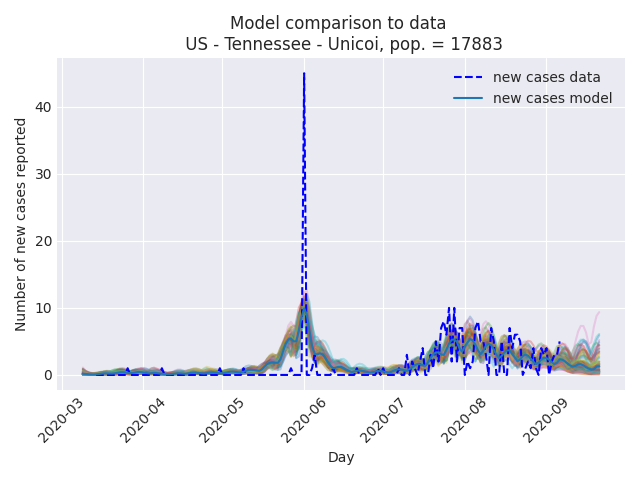 Model comparison to data
US - Tennessee - Unicoi, pop. = 17883
new cases data
new cases model
Number of new cases reported
40
30
20
10
0
2020-03
2020-04
2020-05
2020-06
2020-07
2020-08
2020-09
Day